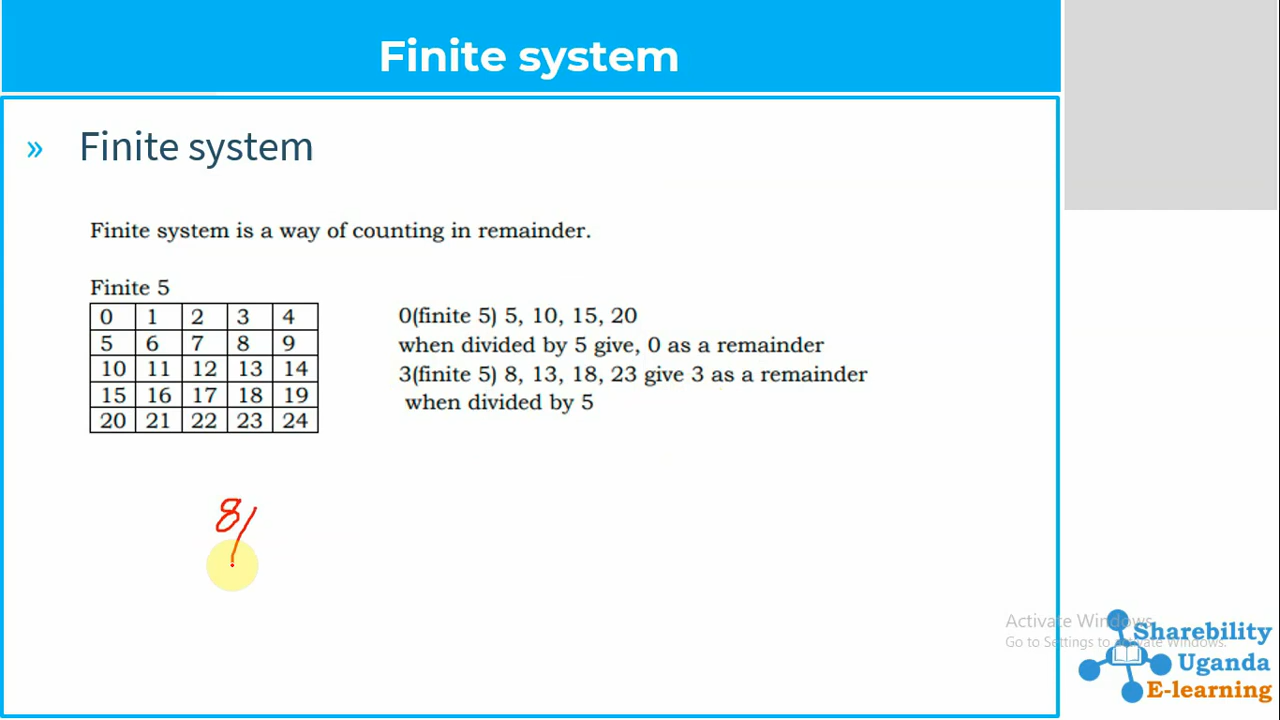 Finite system
» Finite system
Finite system is a way of counting in remainder.
Finite 5
0 1 2 3 4
5 6 7 8 9
10 11 12 13 14
15 16 17 18 19
20 21 22 23 24
0(finite 5) 5, 10, 15, 20
when divided by 5 give, 0 as a remainder
3(finite 5) 8, 13, 18, 23 give 3 as a remainder
when divided by 5
8/
Activate Windows
Go to Settings to activate Windows.
Sharebility
Uganda
E-learning